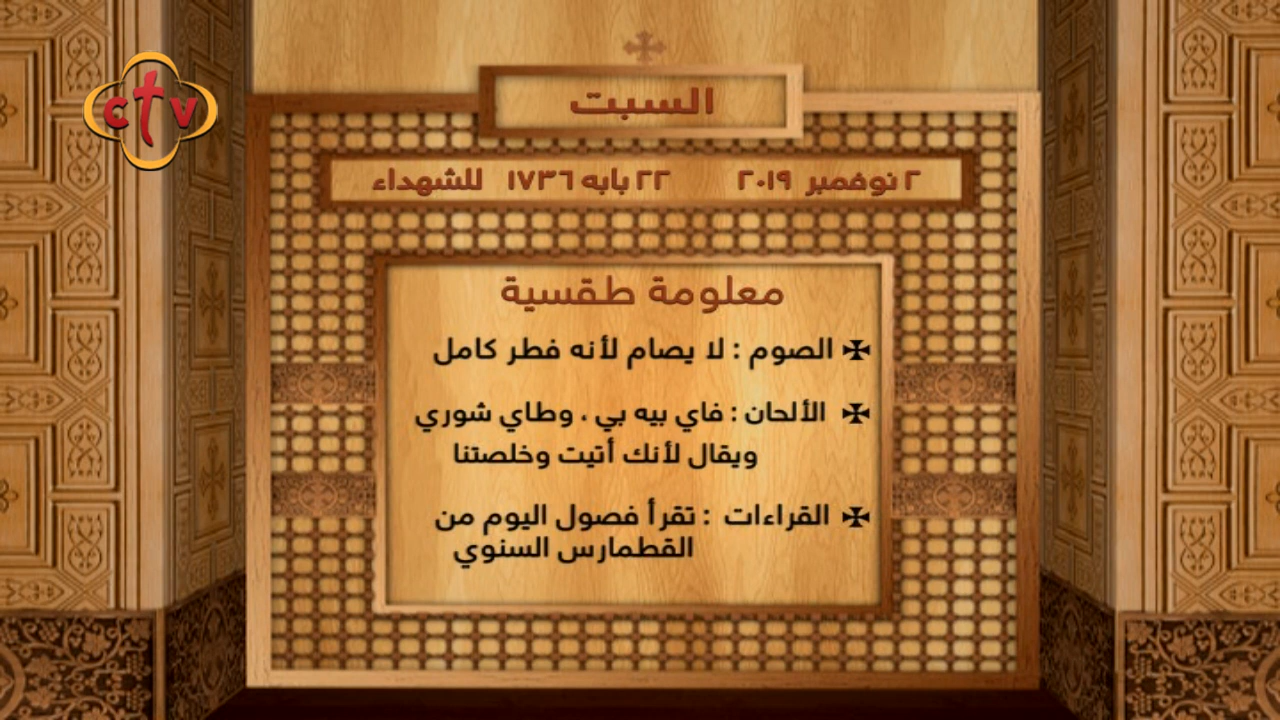 ctv
السبت
٢ نوفمبر ٢٠١٩ ٢٢ بابه ١٧٣٦ للشهداء
معلومة طقسية
الصوم : لا يصام لأنه فطر كامل
الألحان : فاي بيه بي . وطاي شوري
ويقال لأنك أتيت وخلصتنا
القراءات : تقرأ فصول اليوم من
القطمارس السنوي